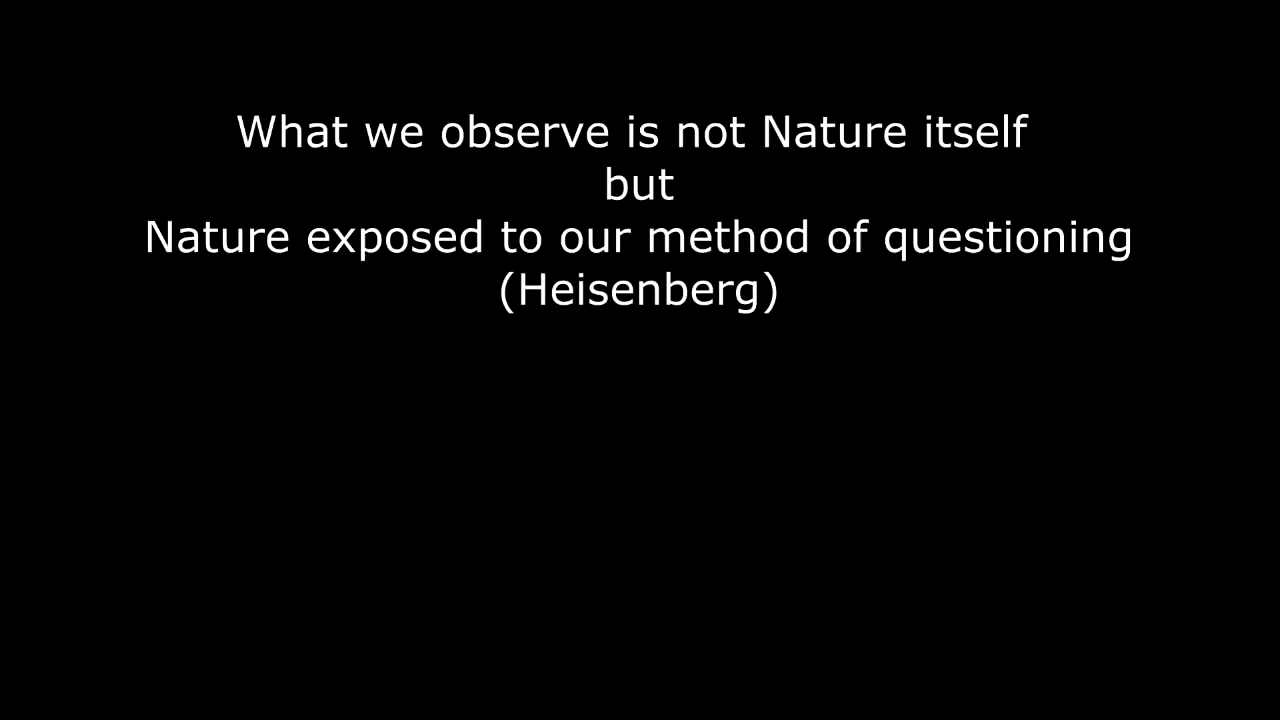 What we observe is not Nature itself
but
Nature exposed to our method of questioning
(Heisenberg)